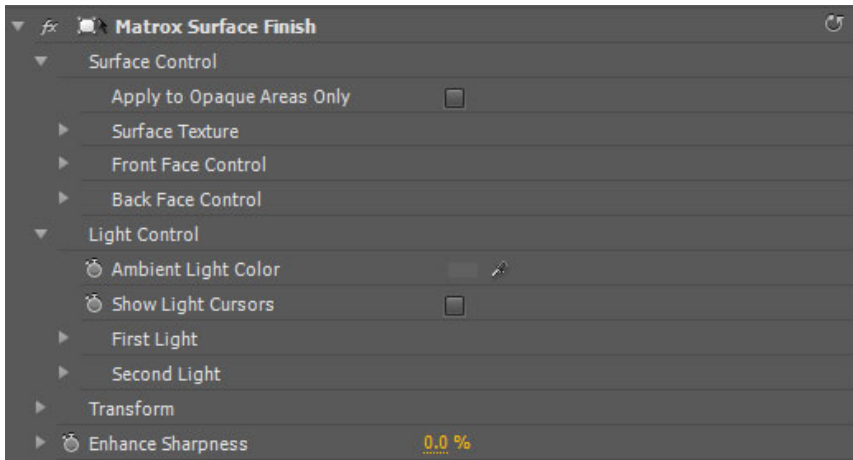 fx Matrox Surface Finish
Surface Control
Apply to Opaque Areas Only
Surface Texture
Front Face Control
Back Face Control
Light Control
Ambient Light Color
Show Light Cursors
First Light
Second Light
Transform
Enhance Sharpness 0.0 %